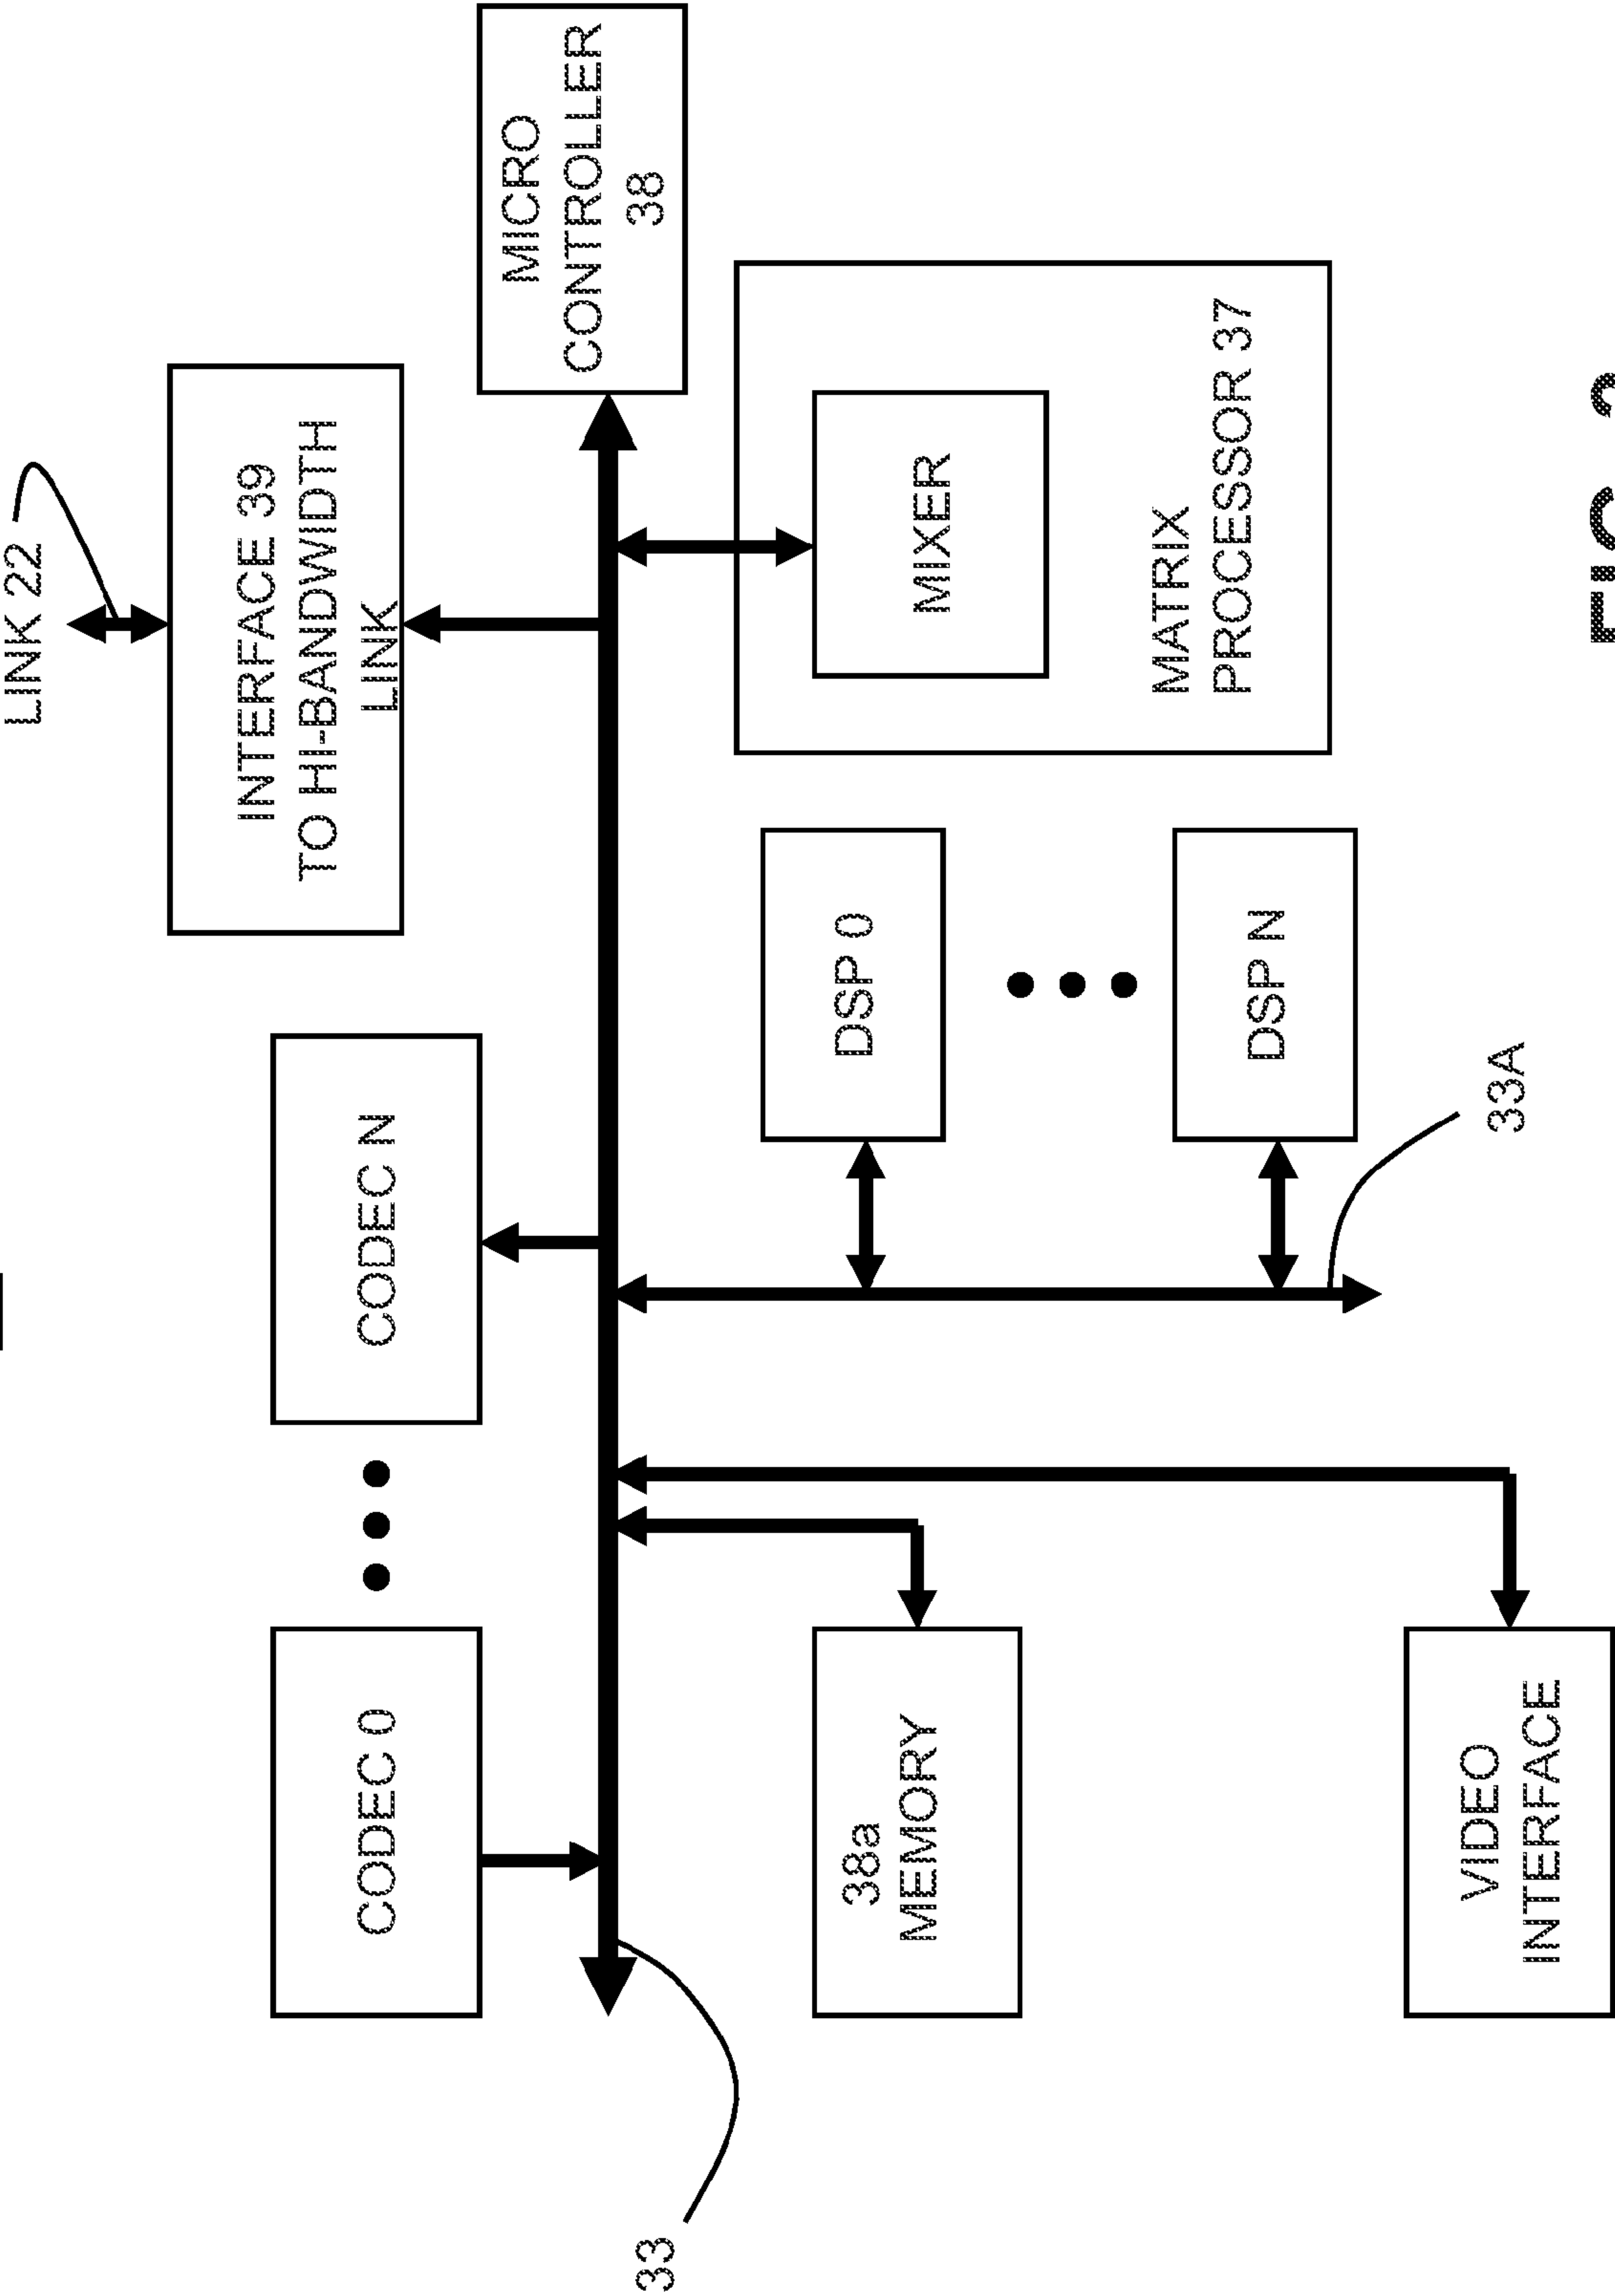 LINK 22
INTERFACE 39
TO HI-BANDWIDTH
LINK
CODEC 0
CODEC N
MICRO
CONTROLLER
38
33
38a
MEMORY
DSP 0
MIXER
MATRIX
PROCESSOR 37
DSP N
33A
VIDEO
INTERFACE